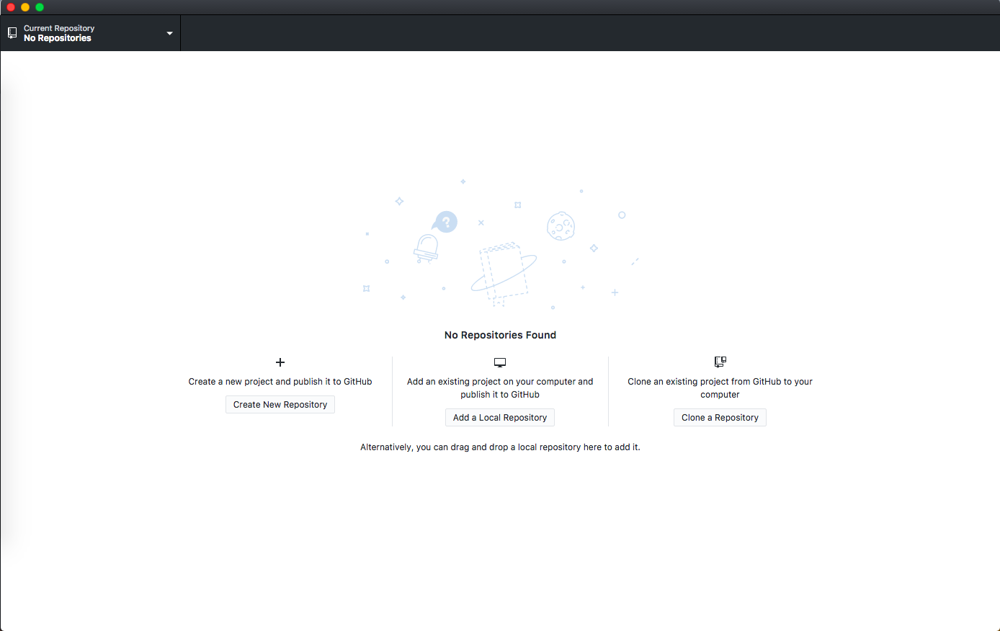 Current Repository
No Repositories
?
No Repositories Found
Create a new project and publish it to GitHub
Create New Repository
Add an existing project on your computer and
publish it to GitHub
Add a Local Repository
Clone an existing project from GitHub to your
computer
Clone a Repository
Alternatively, you can drag and drop a local repository here to add it.